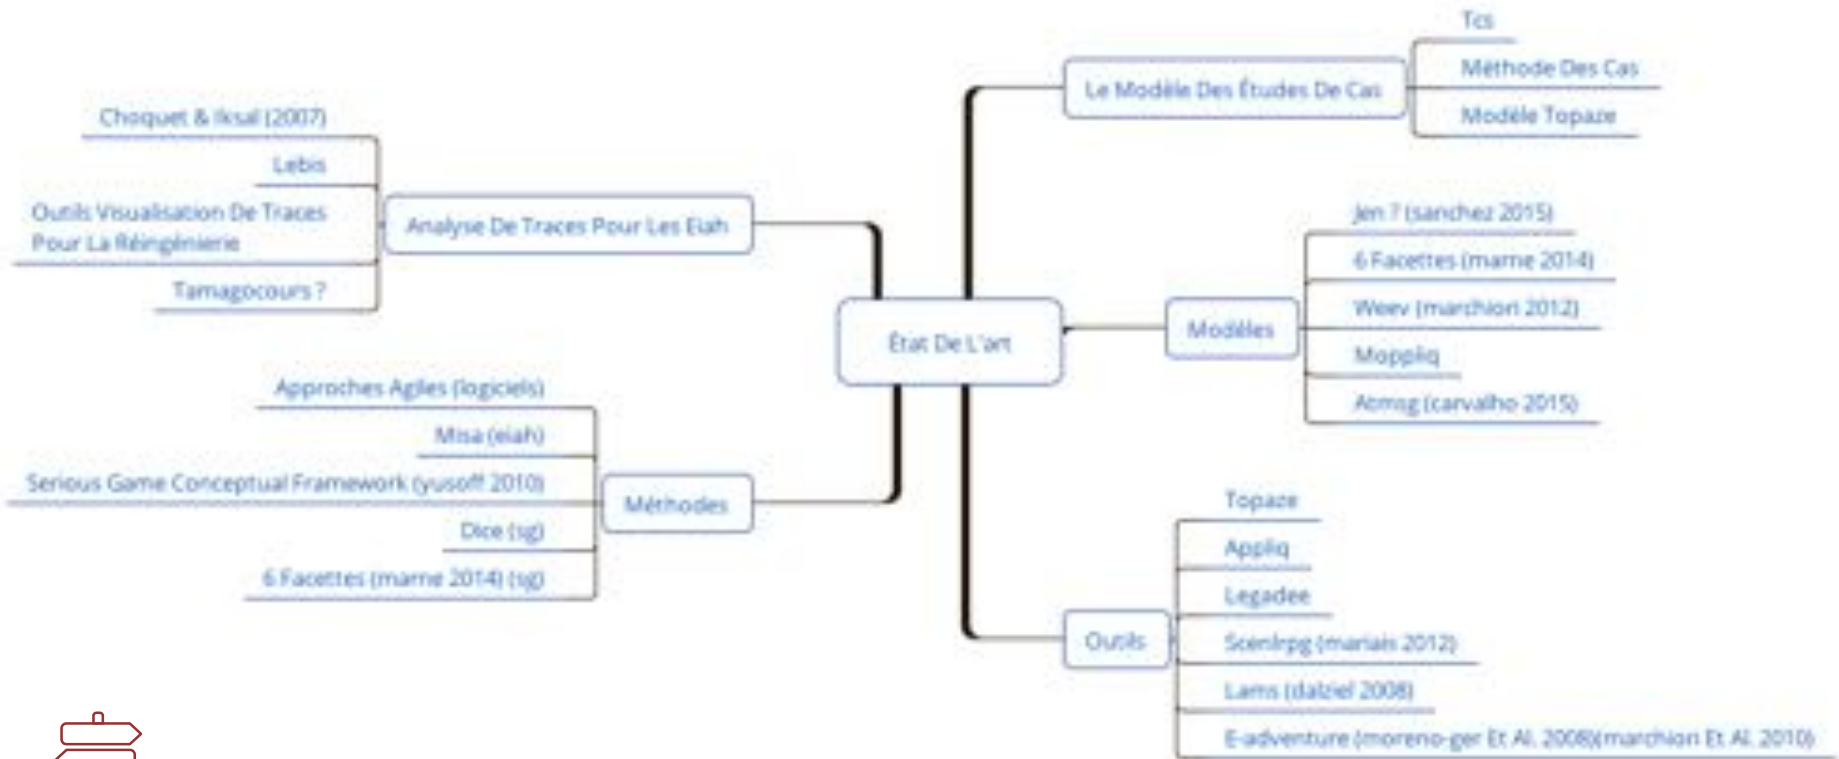 État De L'art
Le Modèle Des Études De Cas
Tcs
Méthode Des Cas
Modèle Topaze
Modèles
Jen ? (sanchez 2015)
6 Facettes (marne 2014)
Weev (marchiori 2012)
Moppliq
Atmsg (carvalho 2015)
Outils
Topaze
Appliq
Legadee
Scenlrpg (mariais 2012)
Lams (dalziel 2008)
E-adventure (moreno-ger Et Al. 2008)(marchiori Et Al. 2010)
Analyse De Traces Pour Les Eiah
Choquet & Iksal (2007)
Lebis
Outils Visualisation De Traces
Pour La Réingénierie
Tamagocours ?
Méthodes
Approches Agiles (logiciels)
Misa (eiah)
Serious Game Conceptual Framework (yusoff 2010)
Dice (sg)
6 Facettes (marne 2014) (sg)